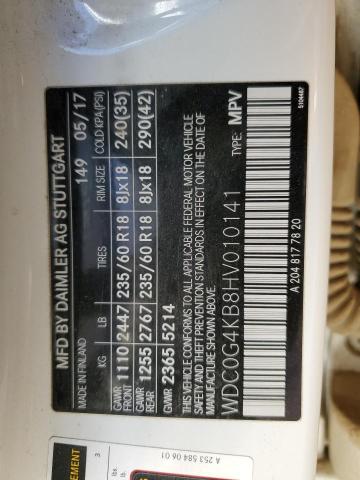 MFD BY DAIMLER AG STUTTGART
MADE IN FINLAND 149 05/17
KG LB TIRES RIM SIZE COLD KPA (PSI)
GAWR FRONT 1110 2447 235/60 R18 8Jx18 240(35)
GAWR REAR 1255 2767 235/60 R18 8Jx18 290(42)
GVWR 2365 5214
THIS VEHICLE CONFORMS TO ALL APPLICABLE FEDERAL MOTOR VEHICLE
SAFETY AND THEFT PREVENTION STANDARDS IN EFFECT ON THE DATE OF
MANUFACTURE SHOWN ABOVE.
WDC0G4KB8HV010141 TYPE: MPV
A 204 817 78 20
5104487
EMENT
3
lbs.
lb.
A 253 584 06 01